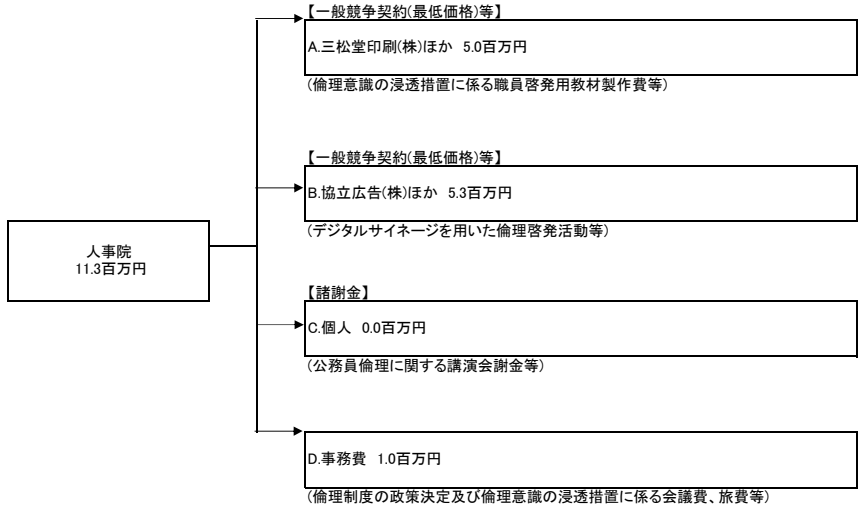 【一般競争契約(最低価格)等】
A.三松堂印刷(株)ほか 5.0百万円
(倫理意識の浸透措置に係る職員啓発用教材製作費等)
【一般競争契約(最低価格)等】
B.協立広告(株)ほか 5.3百万円
(デジタルサイネージを用いた倫理啓発活動等)
人事院
11.3百万円
【諸謝金】
C.個人 0.0百万円
(公務員倫理に関する講演会謝金等)
D.事務費 1.0百万円
(倫理制度の政策決定及び倫理意識の浸透措置に係る会議費、旅費等)